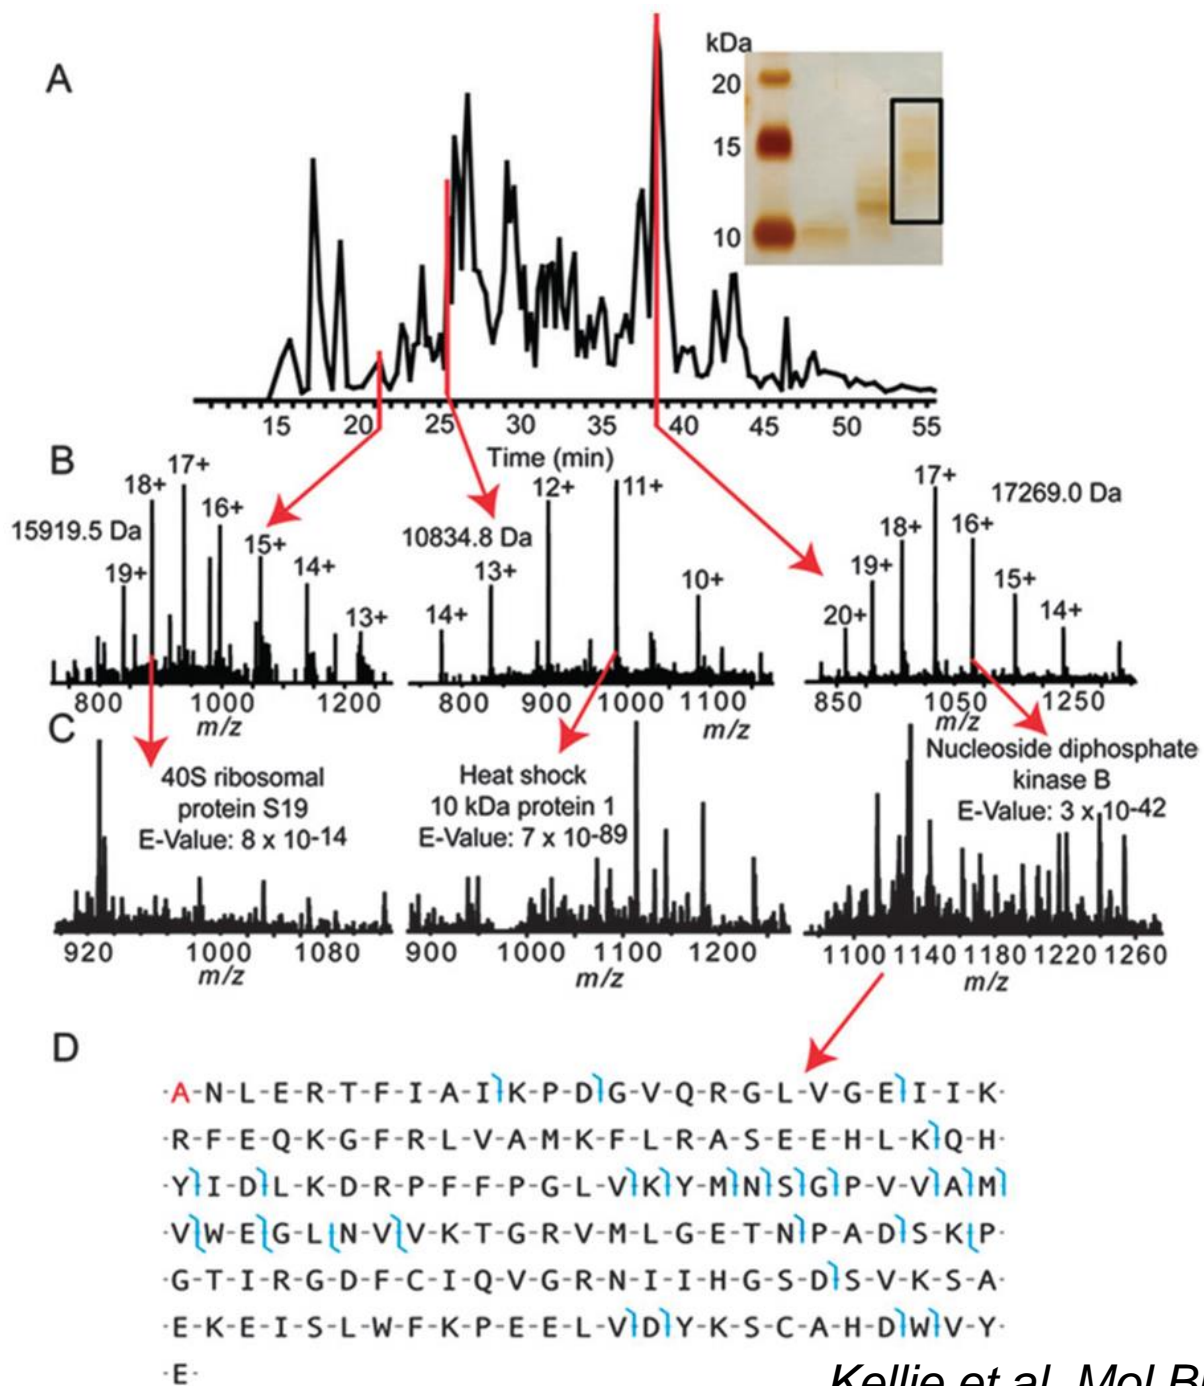 A
kDa
20
15
10
15 20 25 30 35 40 45 50 55
Time (min)
B
15919.5 Da
19+ 18+ 17+ 16+ 15+ 14+ 13+
800 1000 1200
m/z
10834.8 Da
14+ 13+ 12+ 11+ 10+
800 900 1000 1100
m/z
17269.0 Da
20+ 19+ 18+ 17+ 16+ 15+ 14+
850 1050 1250
m/z
C
40S ribosomal
protein S19
E-Value: 8 x 10-14
920 1000 1080
m/z
Heat shock
10 kDa protein 1
E-Value: 7 x 10-89
900 1000 1100 1200
m/z
Nucleoside diphosphate
kinase B
E-Value: 3 x 10-42
1100 1140 1180 1220 1260
m/z
D
-A-N-L-E-R-T-F-I-A-I-K-P-D-G-V-Q-R-G-L-V-G-E-I-I-K-
-R-F-E-Q-K-G-F-R-L-V-A-M-K-F-L-R-A-S-E-E-H-L-K-Q-H-
-Y-I-D-L-K-D-R-P-F-F-P-G-L-V-K-Y-M-N-S-G-P-V-V-A-M-
-V-W-E-G-L-N-V-V-K-T-G-R-V-M-L-G-E-T-N-P-A-D-S-K-P-
-G-T-I-R-G-D-F-C-I-Q-V-G-R-N-I-I-H-G-S-D-S-V-K-S-A-
-E-K-E-I-S-L-W-F-K-P-E-E-L-V-D-Y-K-S-C-A-H-D-W-V-Y-
-E-
Kellie et al. Mol